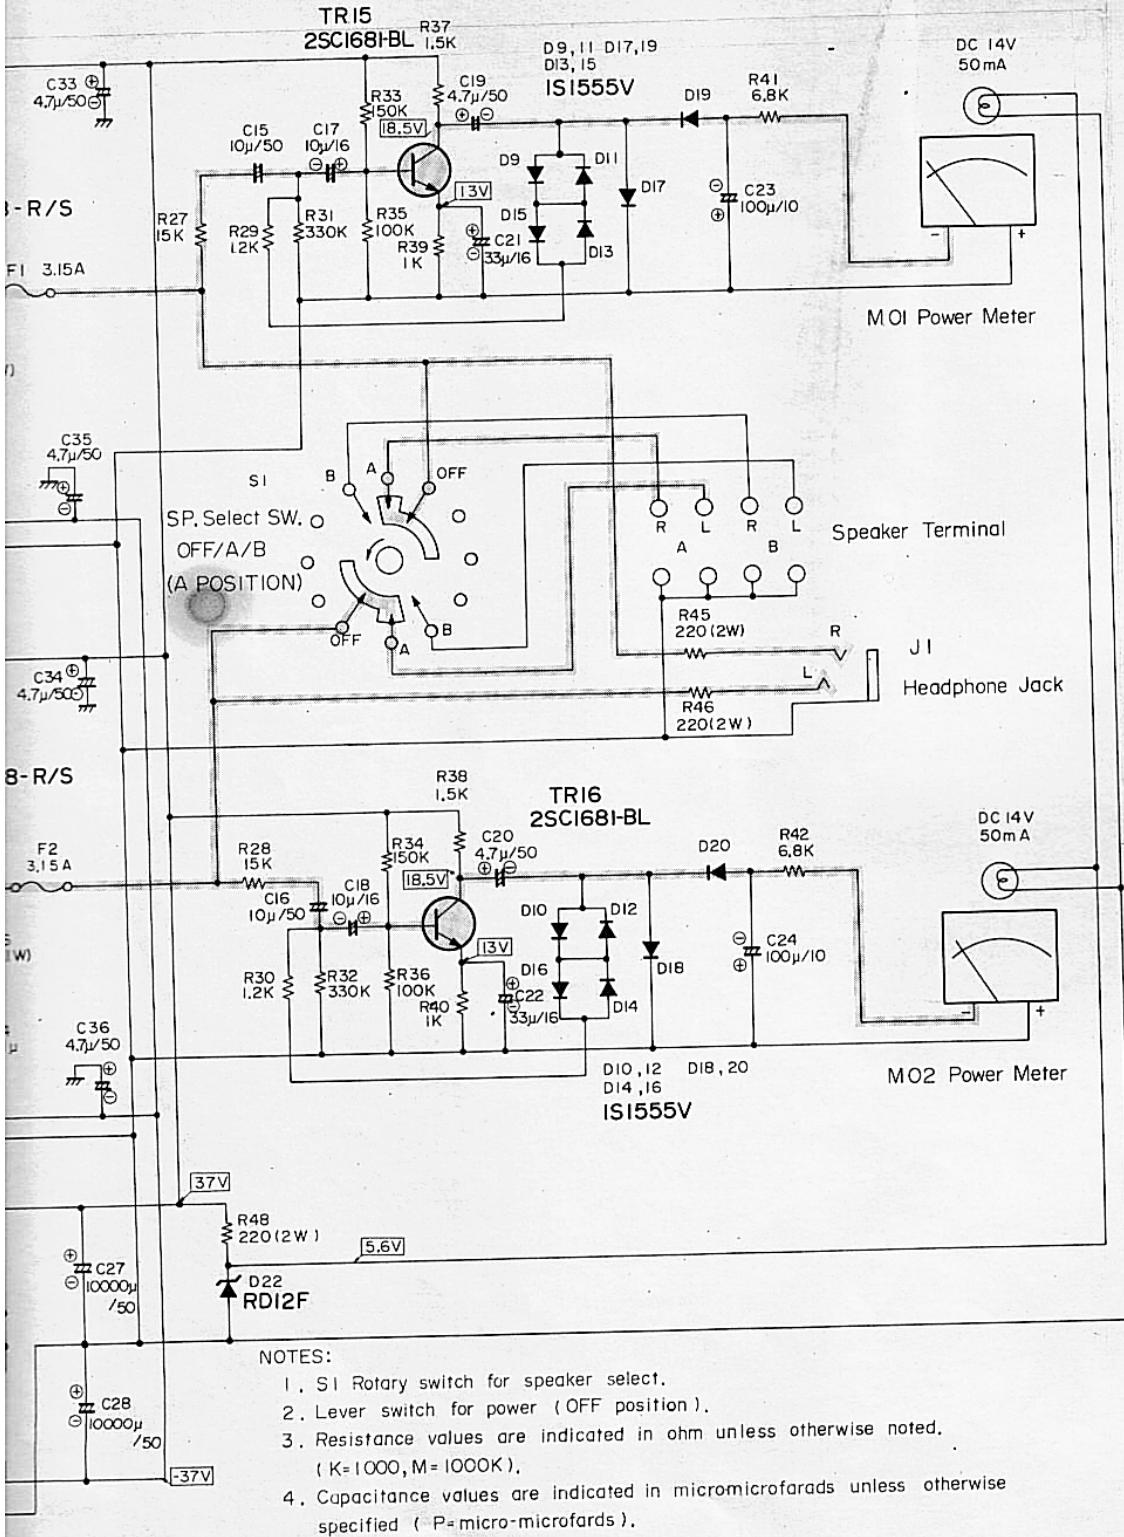 TR15
2SC1681-BL
R37
1.5K
D9,11 D17,19
D13,15
1S1555V
DC 14V
50mA
C33
4.7μ/50
R33
150K
C19
4.7μ/50
D19
R41
6.8K
18.5V
C15
10μ/50
C17
10μ/16
D9
D11
D17
C23
100μ/10
8-R/S
R27
15K
R29
1.2K
R31
330K
R35
100K
R39
1K
13V
C21
33μ/16
D15
D13
- +
F1 3.15A
M01 Power Meter
C35
4.7μ/50
S1
B
A
OFF
SP. Select SW.
OFF/A/B
(A POSITION)
R L R L
A B
Speaker Terminal
OFF
A
B
R45
220(2W)
R
J1
L
Headphone Jack
R46
220(2W)
C34
4.7μ/50
8-R/S
R38
1.5K
TR16
2SC1681-BL
DC 14V
50mA
F2
3.15A
R28
15K
R34
150K
C20
4.7μ/50
D20
R42
6.8K
18.5V
C16
10μ/50
C18
10μ/16
D10
D12
D18
C24
100μ/10
W)
R30
1.2K
R32
330K
R36
100K
R40
1K
13V
C22
33μ/16
D16
D14
- +
C36
4.7μ/50
μ
D10,12 D18,20
D14,16
1S1555V
M02 Power Meter
37V
R48
220(2W)
5.6V
C27
10000μ
/50
D22
RD12F
C28
10000μ
/50
-37V
NOTES:
1. S1 Rotary switch for speaker select.
2. Lever switch for power (OFF position).
3. Resistance values are indicated in ohm unless otherwise noted.
(K=1000, M=1000K).
4. Capacitance values are indicated in micromicrofarads unless otherwise
specified ( P=micro-microfards ).